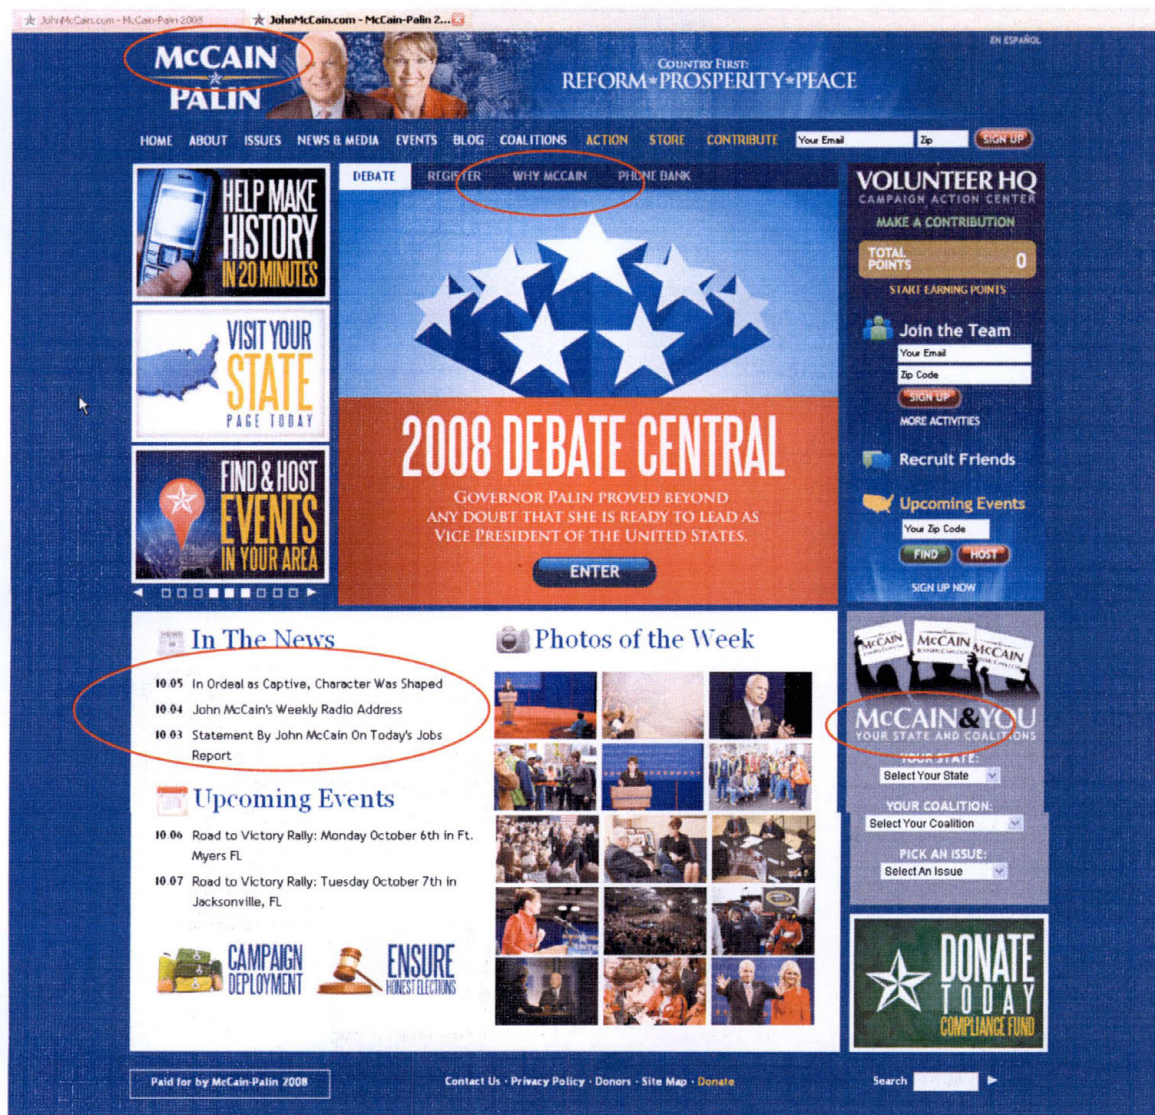 JohnMcCain.com - McCain-Palin 2008
JohnMcCain.com - McCain-Palin 2...
McCAIN
PALIN
EN ESPAÑOL
COUNTRY FIRST:
REFORM★PROSPERITY★PEACE
HOME ABOUT ISSUES NEWS & MEDIA EVENTS BLOG COALITIONS ACTION STORE CONTRIBUTE Your Email Zip SIGN UP
HELP MAKE
HISTORY
IN 20 MINUTES
VISIT YOUR
STATE
PAGE TODAY
FIND & HOST
EVENTS
IN YOUR AREA
DEBATE REGISTER WHY MCCAIN PHONE BANK
2008 DEBATE CENTRAL
GOVERNOR PALIN PROVED BEYOND
ANY DOUBT THAT SHE IS READY TO LEAD AS
VICE PRESIDENT OF THE UNITED STATES.
ENTER
VOLUNTEER HQ
CAMPAIGN ACTION CENTER
MAKE A CONTRIBUTION
TOTAL
POINTS 0
START EARNING POINTS
Join the Team
Your Email
Zip Code
SIGN UP
MORE ACTIVITIES
Recruit Friends
Upcoming Events
Your Zip Code
FIND HOST
SIGN UP NOW
In The News
10.05 In Ordeal as Captive, Character Was Shaped
10.04 John McCain's Weekly Radio Address
10.03 Statement By John McCain On Today's Jobs
Report
Upcoming Events
10.06 Road to Victory Rally: Monday October 6th in Ft.
Myers FL
10.07 Road to Victory Rally: Tuesday October 7th in
Jacksonville, FL
CAMPAIGN
DEPLOYMENT
ENSURE
HONEST ELECTIONS
Photos of the Week
McCAIN
McCAIN
McCAIN
McCAIN&YOU
YOUR STATE AND COALITIONS
YOUR STATE:
Select Your State
YOUR COALITION:
Select Your Coalition
PICK AN ISSUE:
Select An Issue
DONATE
TODAY
COMPLIANCE FUND
Paid for by McCain-Palin 2008
Contact Us · Privacy Policy · Donors · Site Map · Donate
Search